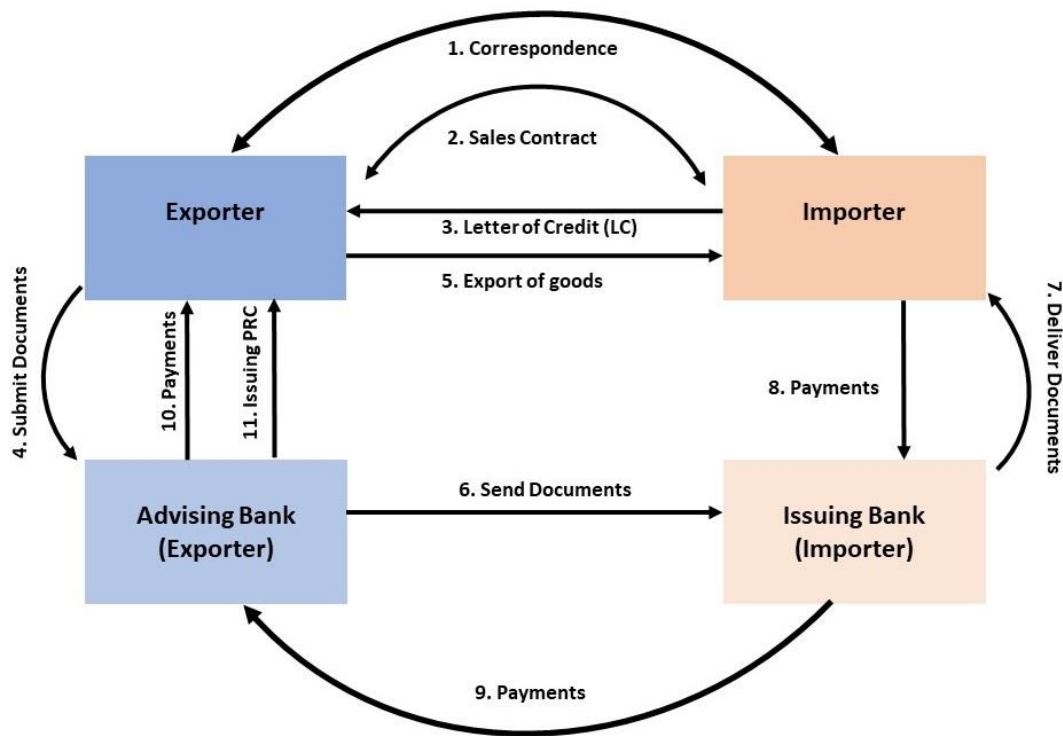 1. Correspondence
2. Sales Contract
Exporter
Importer
3. Letter of Credit (LC)
5. Export of goods
4. Submit Documents
10. Payments
11. Issuing PRC
8. Payments
7. Deliver Documents
6. Send Documents
Advising Bank
(Exporter)
Issuing Bank
(Importer)
9. Payments